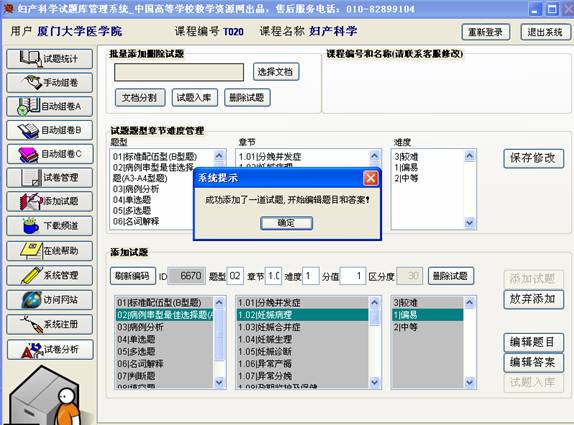 妇产科学试题库管理系统_中国高等学校教学资源网出品，售后服务电话：010-82899104
用户 厦门大学医学院 课程编号 T020 课程名称 妇产科学 重新登录 退出系统
试题统计
手动组卷
自动组卷A
自动组卷B
自动组卷C
试卷管理
添加试题
下载频道
在线帮助
系统管理
访问网站
系统注册
试卷分析
批量添加删除试题
选择文档
文档分割 试题入库 删除试题
课程编号和名称(请联系客服修改)
试题题型章节难度管理
题型 章节 难度
01|标准配伍型(B型题)
02|病例串型最佳选择
题(A3-A4型题)
03|病例分析
04|单选题
05|多选题
06|名词解释
1.01|分娩并发症
3|较难
1|偏易
2|中等
保存修改
系统提示
成功添加了一道试题,开始编辑题目和答案!
确定
添加试题
刷新编码 ID 6670 题型 02 章节 1.0 难度 1 分值 1 区分度 30 删除试题
01|标准配伍型(B型题)
02|病例串型最佳选择题(A
03|病例分析
04|单选题
05|多选题
06|名词解释
07|判断题
08|填空题
1.01|分娩并发症
1.02|妊娠病理
1.03|妊娠合并症
1.04|妊娠生理
1.05|妊娠诊断
1.06|异常产褥
1.07|异常分娩
1.08|孕期监护及保健
3|较难
1|偏易
2|中等
添加试题
放弃添加
编辑题目
编辑答案
试题入库